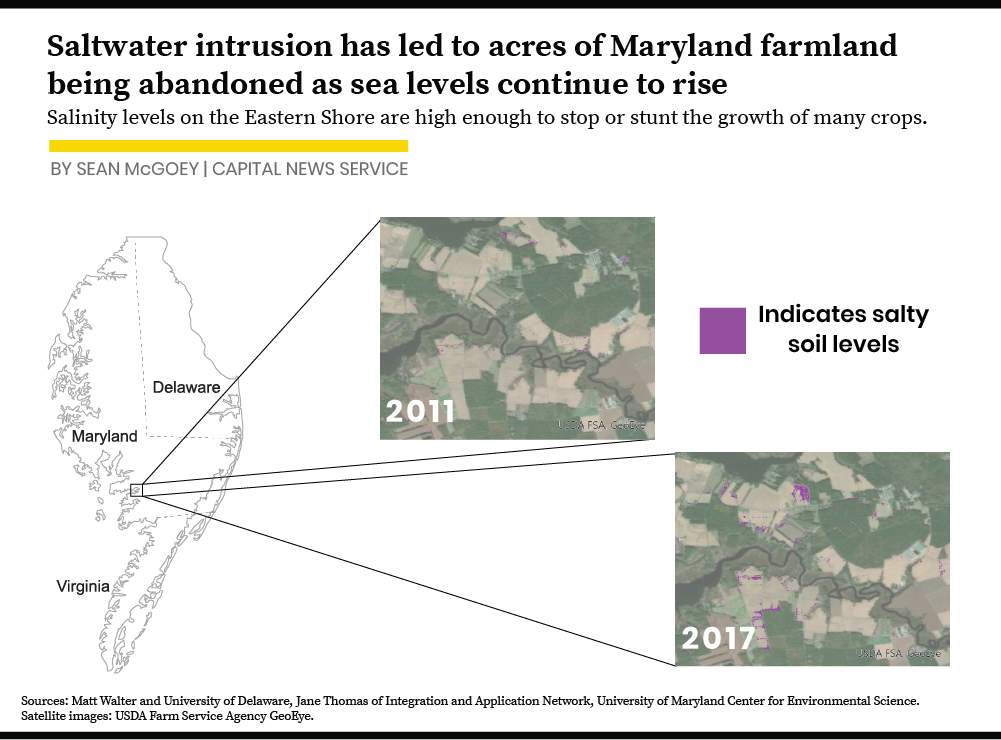 Saltwater intrusion has led to acres of Maryland farmland
being abandoned as sea levels continue to rise
Salinity levels on the Eastern Shore are high enough to stop or stunt the growth of many crops.
BY SEAN McGOEY | CAPITAL NEWS SERVICE
Indicates salty
soil levels
Delaware
Maryland
Virginia
2011
USDA FSA, GeoEye
2017
USDA FSA, GeoEye
Sources: Matt Walter and University of Delaware, Jane Thomas of Integration and Application Network, University of Maryland Center for Environmental Science.
Satellite images: USDA Farm Service Agency GeoEye.